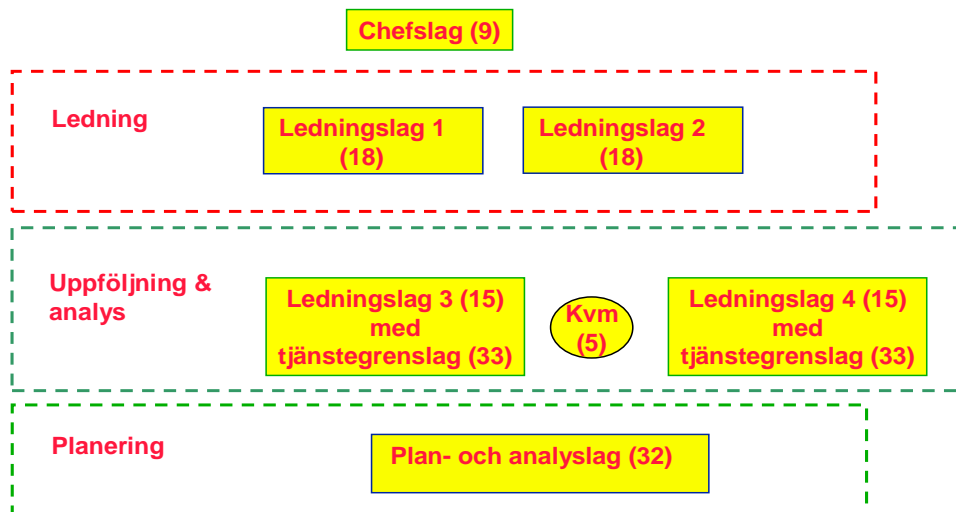 Chefslag (9)
Ledning
Ledningslag 1
(18)
Ledningslag 2
(18)
Uppföljning &
analys
Ledningslag 3 (15)
med
tjänstegrenslag (33)
Kvm
(5)
Ledningslag 4 (15)
med
tjänstegrenslag (33)
Planering
Plan- och analyslag (32)